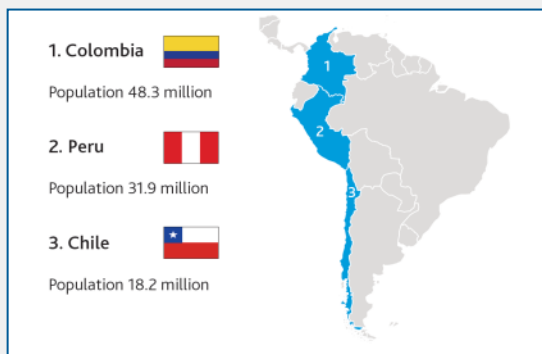 1. Colombia
Population 48.3 million
2. Peru
Population 31.9 million
3. Chile
Population 18.2 million
1
2
3